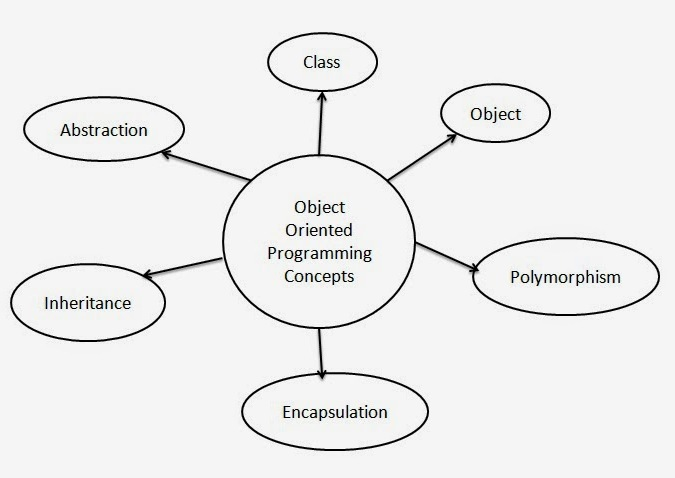 Class
Object
Abstraction
Object
Oriented
Programming
Concepts
Polymorphism
Inheritance
Encapsulation